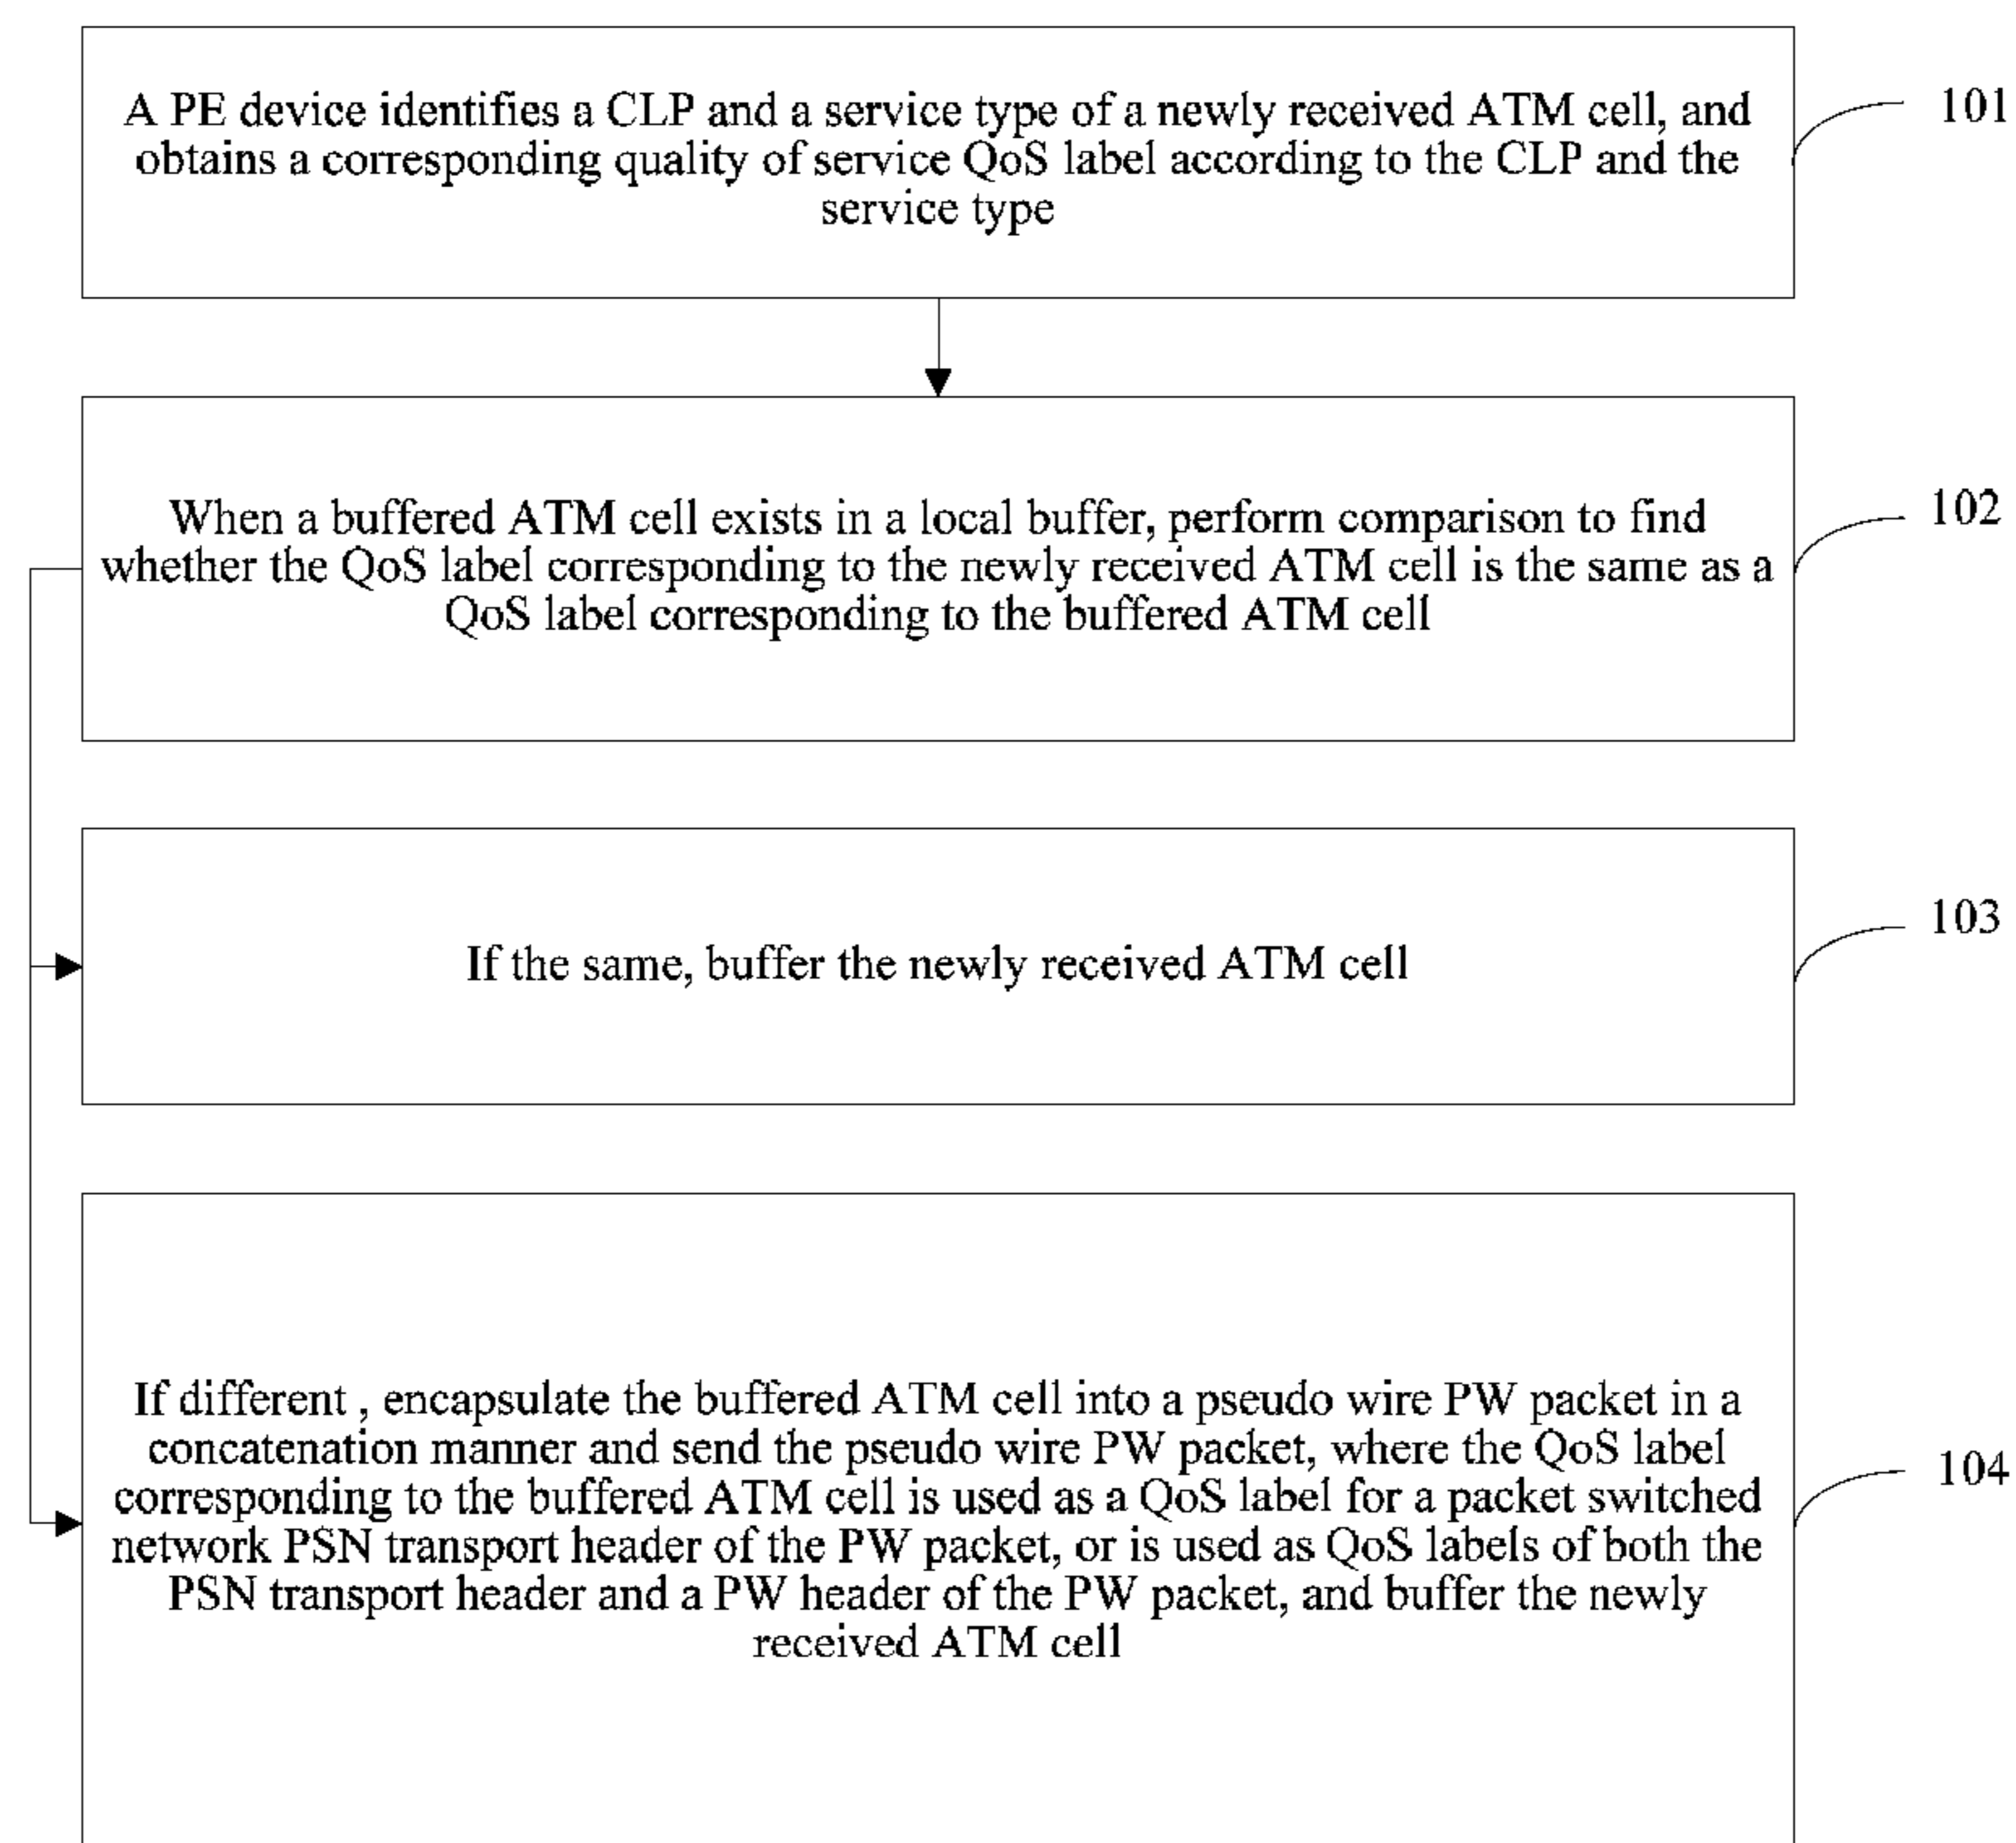 A PE device identifies a CLP and a service type of a newly received ATM cell, and
obtains a corresponding quality of service QoS label according to the CLP and the
service type
101
When a buffered ATM cell exists in a local buffer, perform comparison to find
whether the QoS label corresponding to the newly received ATM cell is the same as a
QoS label corresponding to the buffered ATM cell
102
If the same, buffer the newly received ATM cell
103
If different , encapsulate the buffered ATM cell into a pseudo wire PW packet in a
concatenation manner and send the pseudo wire PW packet, where the QoS label
corresponding to the buffered ATM cell is used as a QoS label for a packet switched
network PSN transport header of the PW packet, or is used as QoS labels of both the
PSN transport header and a PW header of the PW packet, and buffer the newly
received ATM cell
104